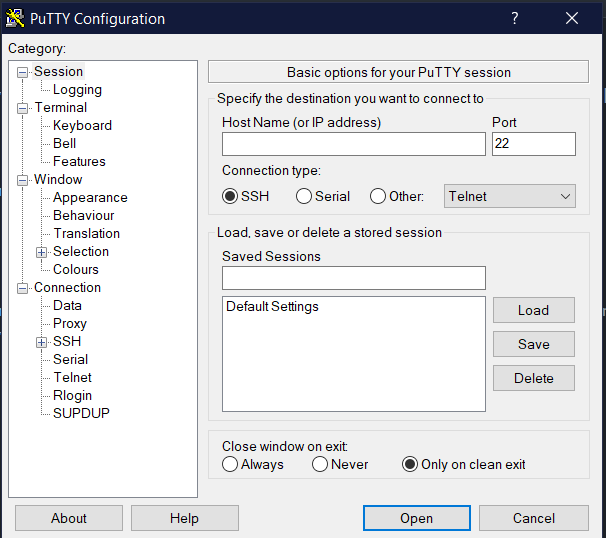 PuTTY Configuration
?
Category:
Session
Logging
Terminal
Keyboard
Bell
Features
Window
Appearance
Behaviour
Translation
Selection
Colours
Connection
Data
Proxy
SSH
Serial
Telnet
Rlogin
SUPDUP
Basic options for your PuTTY session
Specify the destination you want to connect to
Host Name (or IP address) Port
22
Connection type:
SSH Serial Other: Telnet
Load, save or delete a stored session
Saved Sessions
Default Settings
Load
Save
Delete
Close window on exit:
Always Never Only on clean exit
About Help Open Cancel